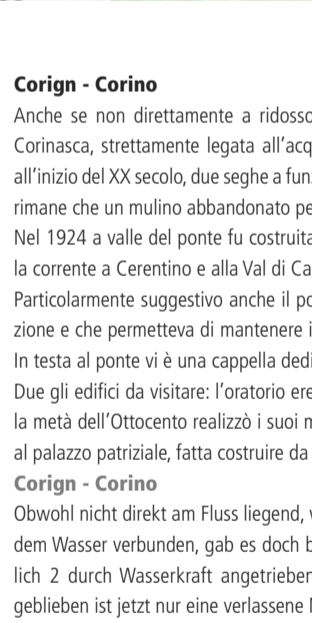 Corign - Corino
Anche se non direttamente a ridosso
Corinasca, strettamente legata all'acq
all'inizio del XX secolo, due seghe a fun
rimane che un mulino abbandonato pe
Nel 1924 a valle del ponte fu costruita
la corrente a Cerentino e alla Val di Ca
Particolarmente suggestivo anche il po
zione e che permetteva di mantenere i
In testa al ponte vi è una cappella dedi
Due gli edifici da visitare: l'oratorio ere
la metà dell'Ottocento realizzò i suoi m
al palazzo patriziale, fatta costruire da
Corign - Corino
Obwohl nicht direkt am Fluss liegend, v
dem Wasser verbunden, gab es doch b
lich 2 durch Wasserkraft angetrieben
geblieben ist jetzt nur eine verlassene